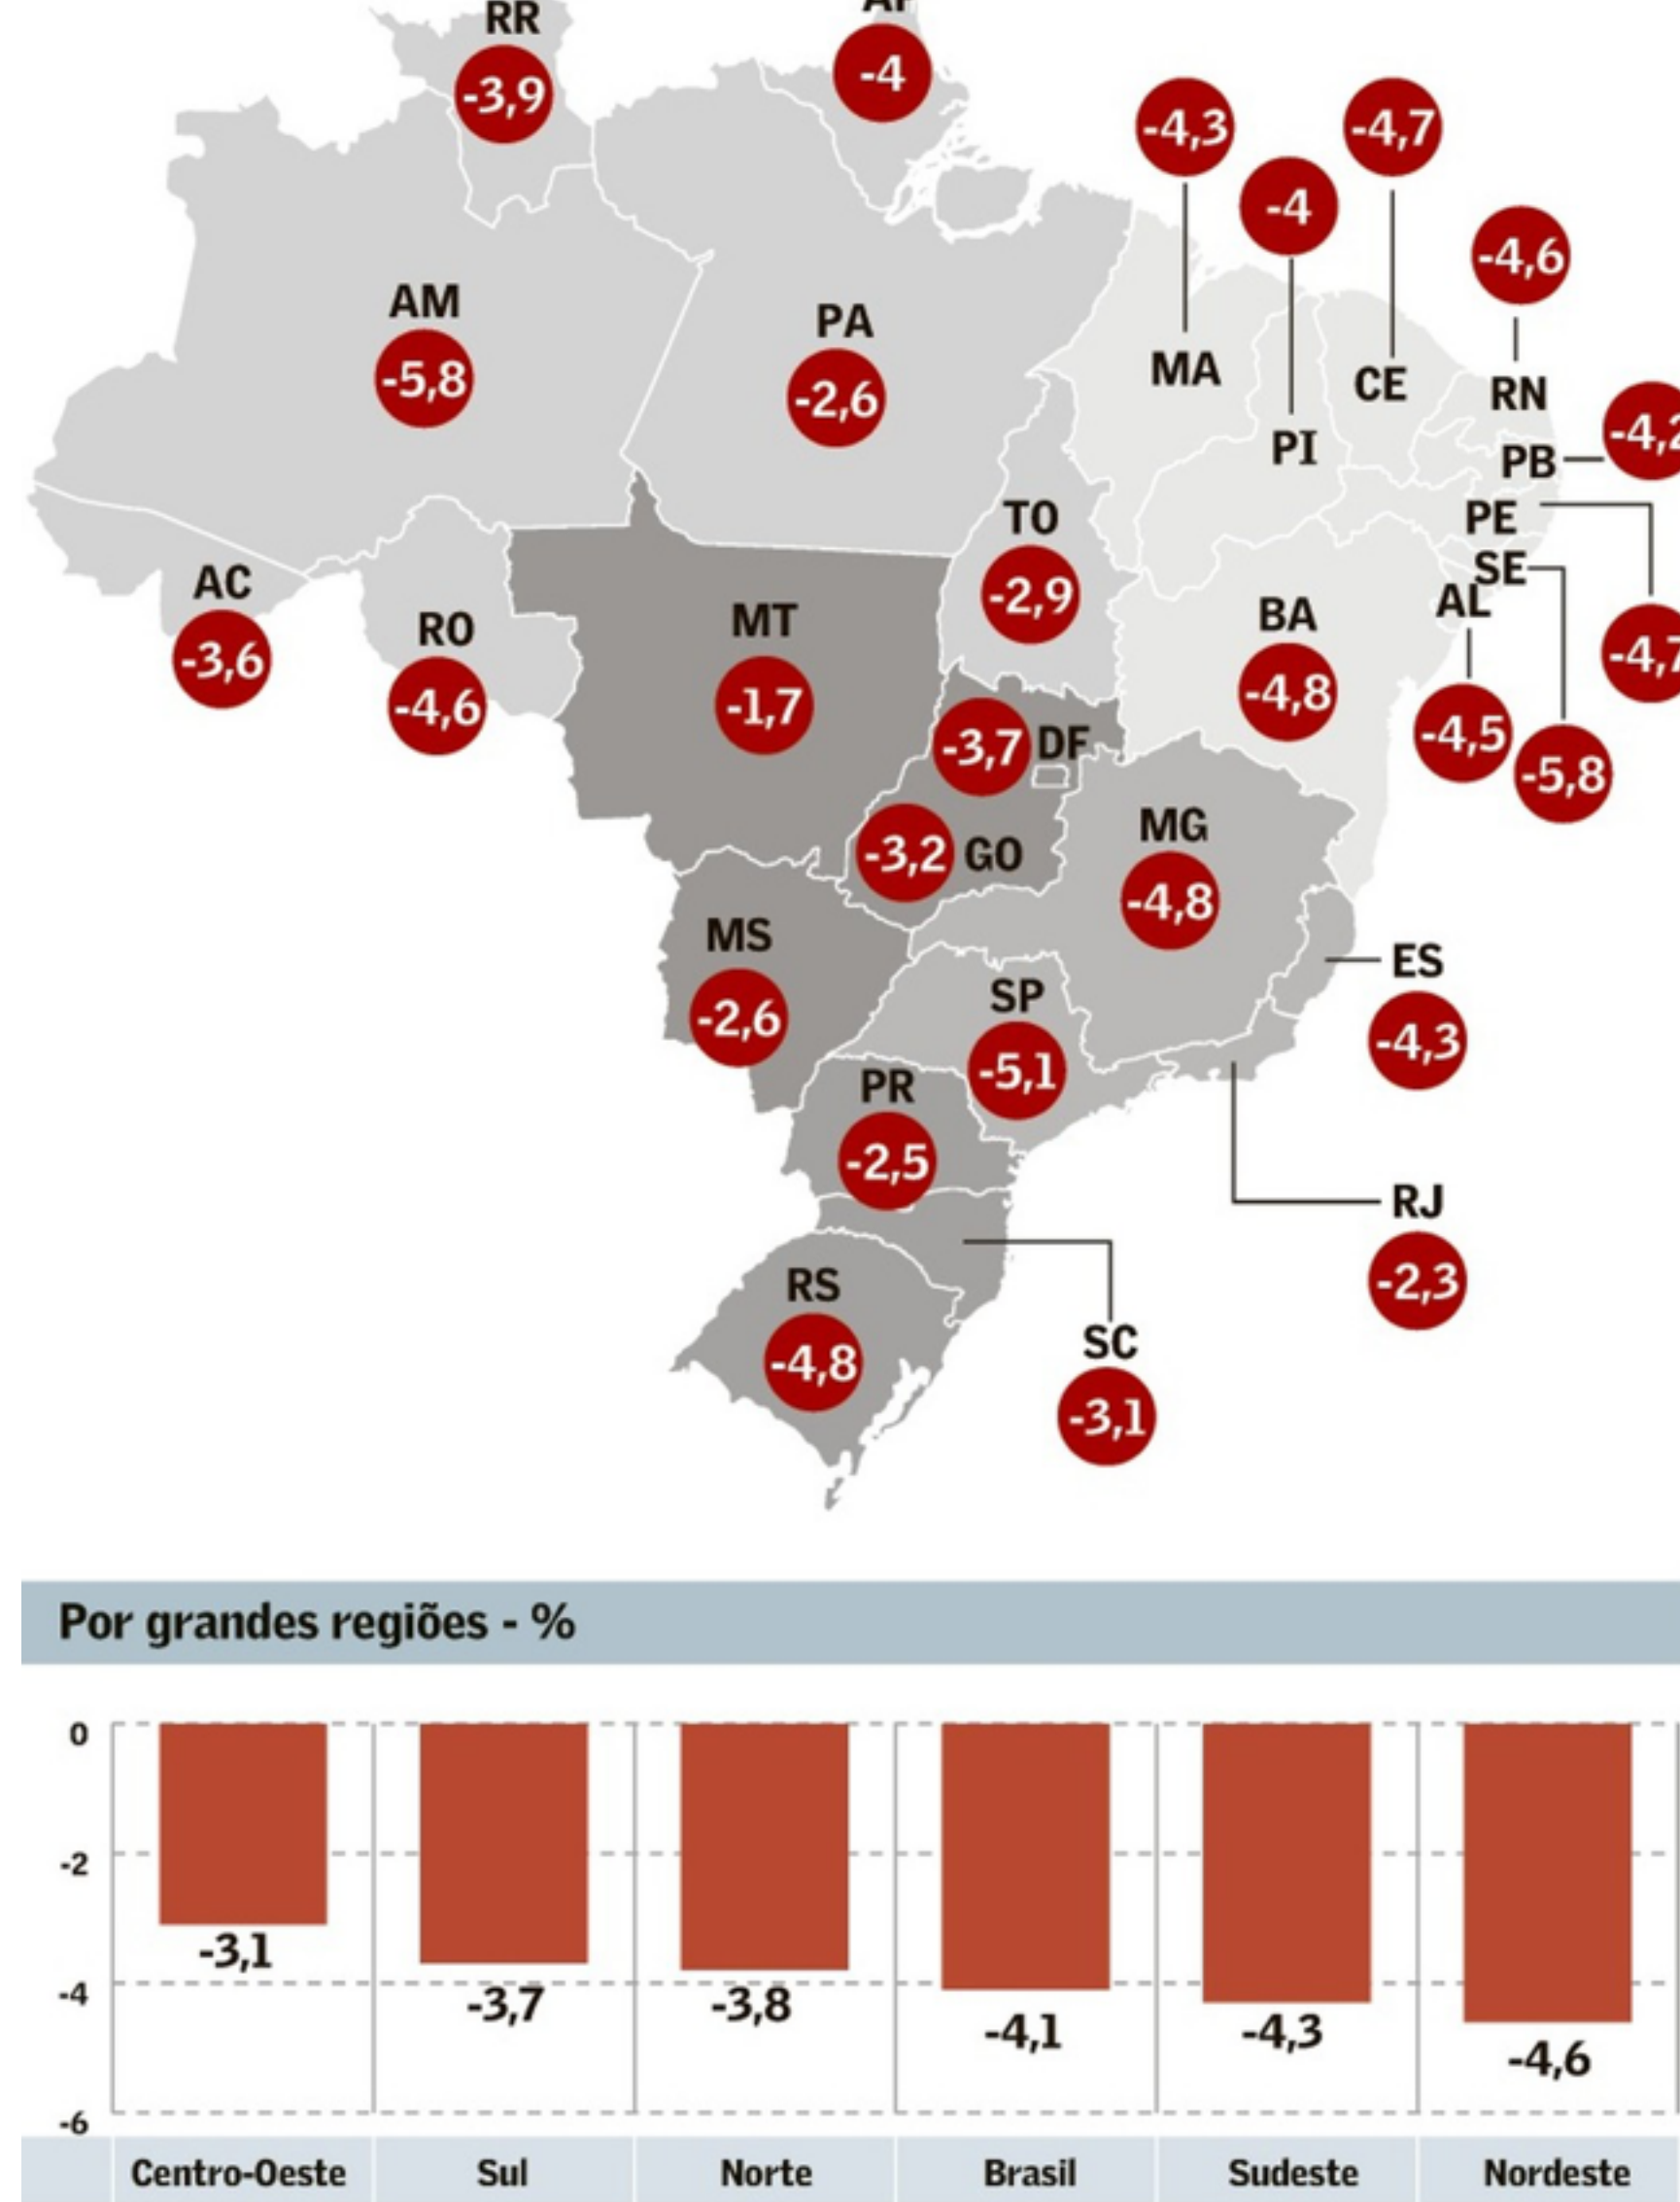 RR
-3,9
-4
-4,3
-4,7
-4
-4,6
AM
-5,8
PA
-2,6
MA
CE
RN
PI
PB
TO
-2,9
PE
SE
AL
AC
-3,6
RO
-4,6
MT
-1,7
BA
-4,8
-4,5
-5,8
-3,7 DF
-3,2 GO
MG
-4,8
MS
-2,6
ES
-4,3
SP
-5,1
PR
-2,5
RJ
-2,3
RS
-4,8
SC
-3,1
Por grandes regiões - %
0
-2
-4
-6
-3,1
-3,7
-3,8
-4,1
-4,3
-4,6
Centro-Oeste
Sul
Norte
Brasil
Sudeste
Nordeste